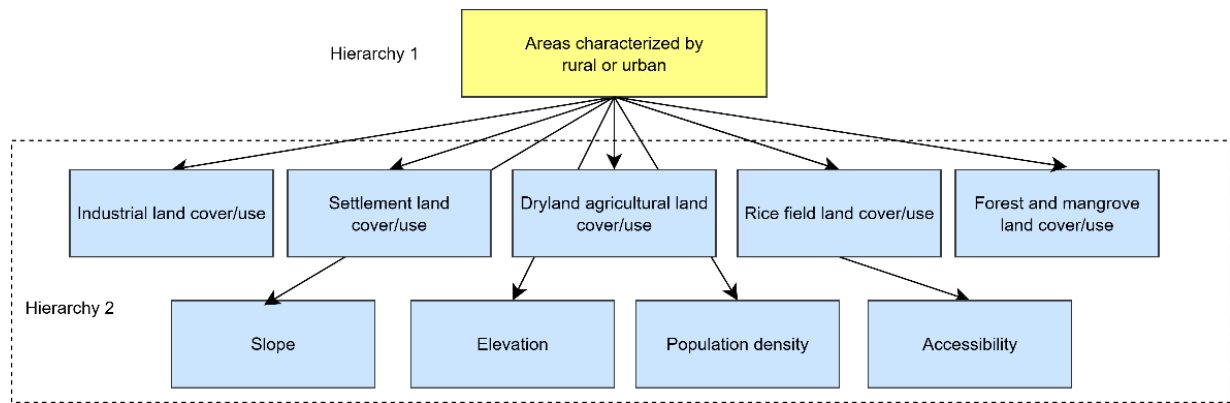 Hierarchy 1
Areas characterized by
rural or urban
Industrial land cover/use
Settlement land
cover/use
Dryland agricultural land
cover/use
Rice field land cover/use
Forest and mangrove
land cover/use
Hierarchy 2
Slope
Elevation
Population density
Accessibility